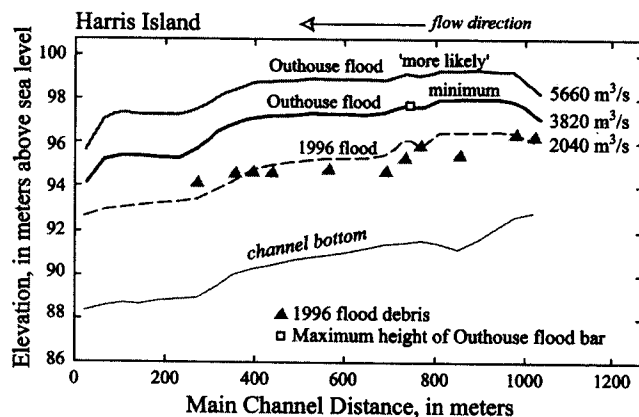 Harris Island
flow direction
Elevation, in meters above sea level
100
98
96
94
92
90
88
86
Outhouse flood 'more likely'
5660 m³/s
Outhouse flood minimum
3820 m³/s
1996 flood
2040 m³/s
channel bottom
1996 flood debris
Maximum height of Outhouse flood bar
0 200 400 600 800 1000 1200
Main Channel Distance, in meters